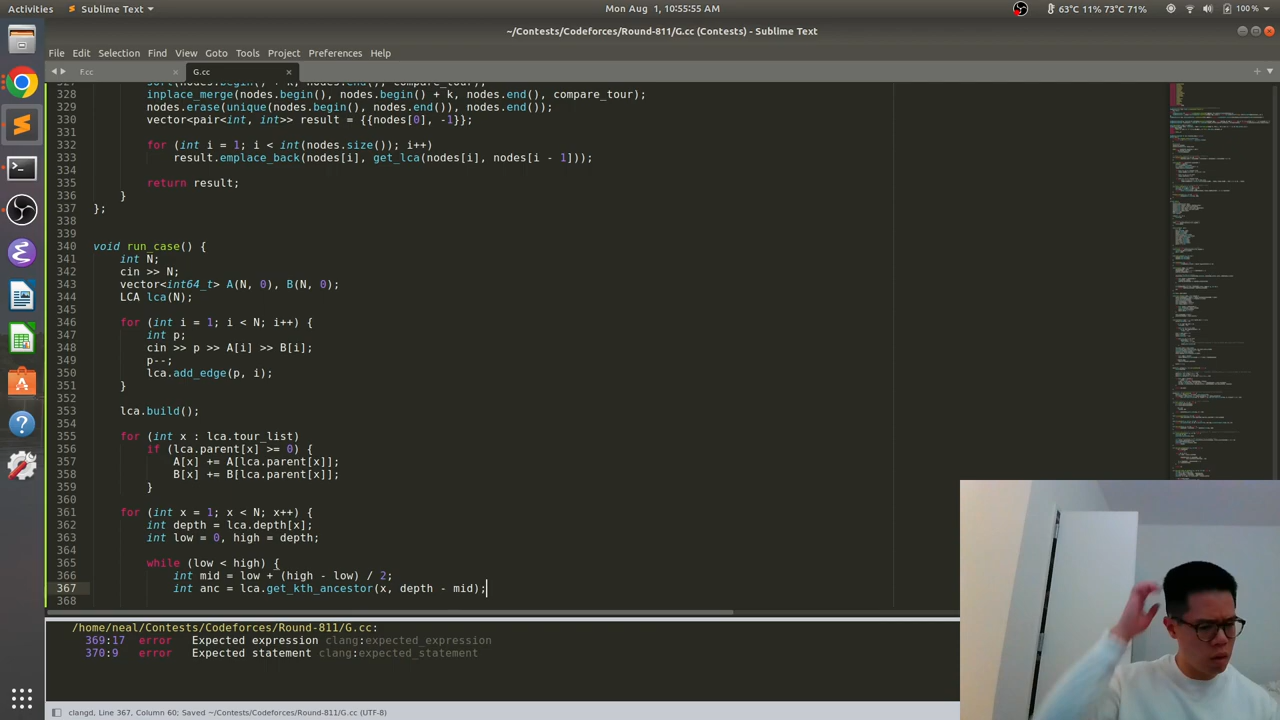 Activities Sublime Text Mon Aug 1, 10:55:55 AM 63°C 11% 73°C 71% 100 %
~/Contests/Codeforces/Round-811/G.cc (Contests) - Sublime Text
File Edit Selection Find View Goto Tools Project Preferences Help
F.cc G.cc
327 sort(nodes.begin() + k, nodes.end(), compare_tour);
328 inplace_merge(nodes.begin(), nodes.begin() + k, nodes.end(), compare_tour);
329 nodes.erase(unique(nodes.begin(), nodes.end()), nodes.end());
330 vector<pair<int, int>> result = {{nodes[0], -1}};
331
332 for (int i = 1; i < int(nodes.size()); i++)
333 result.emplace_back(nodes[i], get_lca(nodes[i], nodes[i - 1]));
334
335 return result;
336 }
337 };
338
339
340 void run_case() {
341 int N;
342 cin >> N;
343 vector<int64_t> A(N, 0), B(N, 0);
344 LCA lca(N);
345
346 for (int i = 1; i < N; i++) {
347 int p;
348 cin >> p >> A[i] >> B[i];
349 p--;
350 lca.add_edge(p, i);
351 }
352
353 lca.build();
354
355 for (int x : lca.tour_list)
356 if (lca.parent[x] >= 0) {
357 A[x] += A[lca.parent[x]];
358 B[x] += B[lca.parent[x]];
359 }
360
361 for (int x = 1; x < N; x++) {
362 int depth = lca.depth[x];
363 int low = 0, high = depth;
364
365 while (low < high) {
366 int mid = low + (high - low) / 2;
367 int anc = lca.get_kth_ancestor(x, depth - mid);
368
/home/neal/Contests/Codeforces/Round-811/G.cc:
369:17 error Expected expression clang:expected_expression
370:9 error Expected statement clang:expected_statement
clangd, Line 367, Column 60; Saved ~/Contests/Codeforces/Round-811/G.cc (UTF-8)